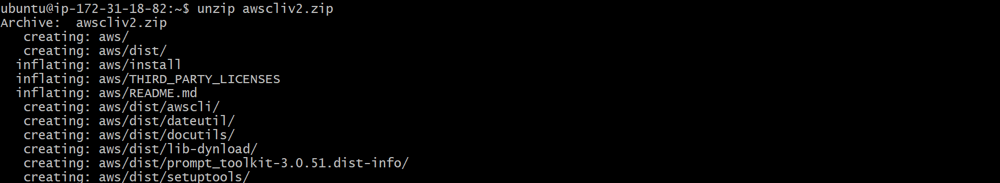 ubuntu@ip-172-31-18-82:~$ unzip awscliv2.zip
Archive:  awscliv2.zip
   creating: aws/
   creating: aws/dist/
  inflating: aws/install
  inflating: aws/THIRD_PARTY_LICENSES
  inflating: aws/README.md
   creating: aws/dist/awscli/
   creating: aws/dist/dateutil/
   creating: aws/dist/docutils/
   creating: aws/dist/lib-dynload/
   creating: aws/dist/prompt_toolkit-3.0.51.dist-info/
   creating: aws/dist/setuptools/